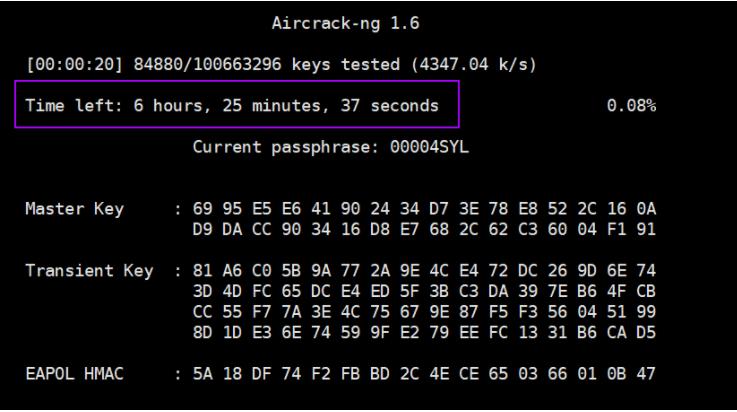 Aircrack-ng 1.6
[00:00:20] 84880/100663296 keys tested (4347.04 k/s)
Time left: 6 hours, 25 minutes, 37 seconds 0.08%
Current passphrase: 00004SYL
Master Key : 69 95 E5 E6 41 90 24 34 D7 3E 78 E8 52 2C 16 0A
D9 DA CC 90 34 16 D8 E7 68 2C 62 C3 60 04 F1 91
Transient Key : 81 A6 C0 5B 9A 77 2A 9E 4C E4 72 DC 26 9D 6E 74
3D 4D FC 65 DC E4 ED 5F 3B C3 DA 39 7E B6 4F CB
CC 55 F7 7A 3E 4C 75 67 9E 87 F5 F3 56 04 51 99
8D 1D E3 6E 74 59 9F E2 79 EE FC 13 31 B6 CA D5
EAPOL HMAC : 5A 18 DF 74 F2 FB BD 2C 4E CE 65 03 66 01 0B 47